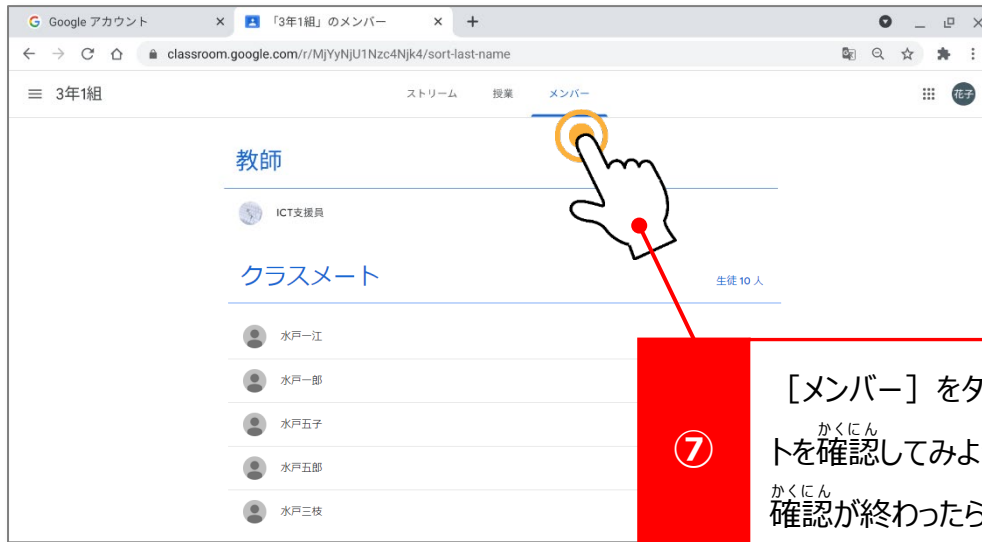 Google アカウント
「3年1組」のメンバー
classroom.google.com/r/MjYyNjU1Nzc4Njk4/sort-last-name
3年1組
ストリーム 授業 メンバー
花子
教師
ICT支援員
クラスメート
生徒 10 人
水戸一江
水戸一郎
水戸五子
水戸五郎
水戸三枝
⑦
［メンバー］をタ
かくにん
トを確認してみよ
かくにん
確認が終わったら